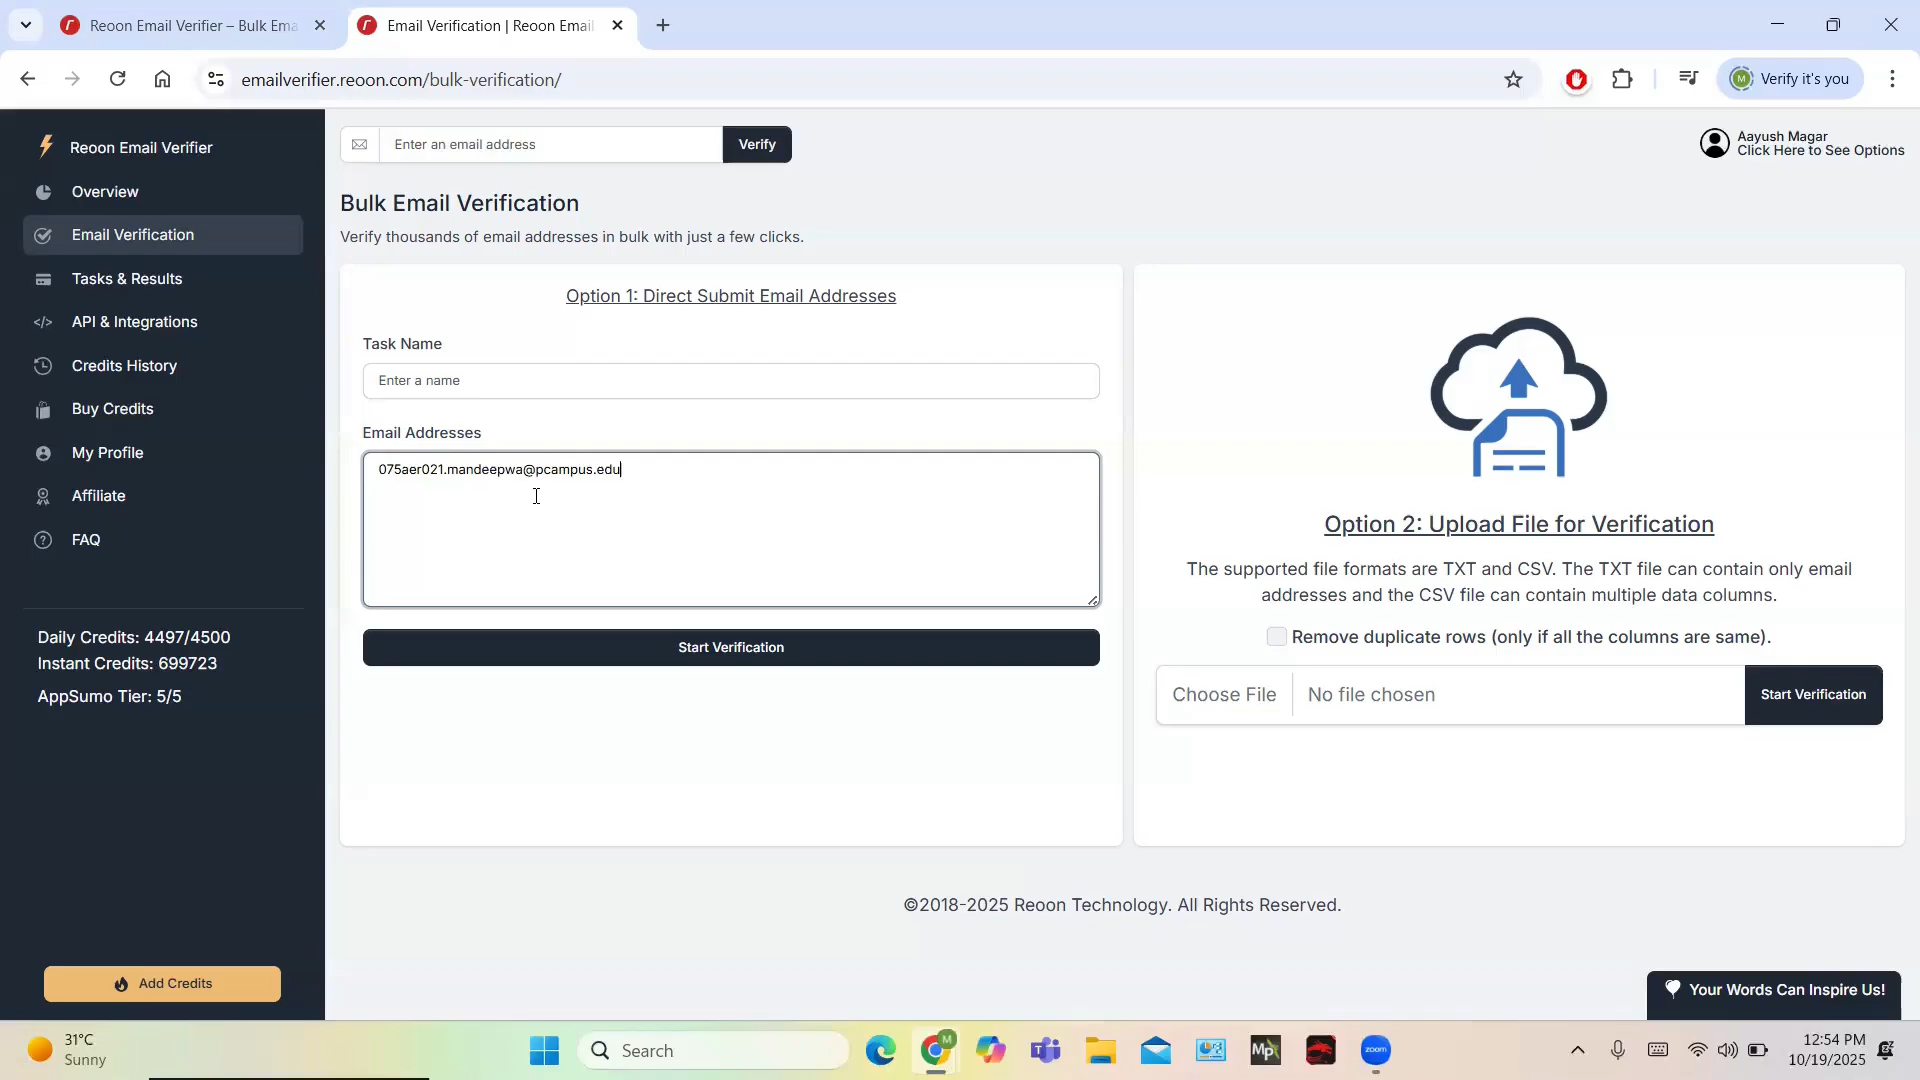 Reoon Email Verifier – Bulk Ema
Email Verification | Reoon Email
emailverifier.reoon.com/bulk-verification/
Verify it's you
Reoon Email Verifier
Overview
Email Verification
Tasks & Results
API & Integrations
Credits History
Buy Credits
My Profile
Affiliate
FAQ
Daily Credits: 4497/4500
Instant Credits: 699723
AppSumo Tier: 5/5
Add Credits
Enter an email address
Verify
Aayush Magar
Click Here to See Options
Bulk Email Verification
Verify thousands of email addresses in bulk with just a few clicks.
Option 1: Direct Submit Email Addresses
Task Name
Enter a name
Email Addresses
075aer021.mandeepwa@pcampus.edu
Start Verification
Option 2: Upload File for Verification
The supported file formats are TXT and CSV. The TXT file can contain only email
addresses and the CSV file can contain multiple data columns.
Remove duplicate rows (only if all the columns are same).
Choose File
No file chosen
Start Verification
©2018-2025 Reoon Technology. All Rights Reserved.
Your Words Can Inspire Us!
31°C
Sunny
Search
M
Mp
zoom
12:54 PM
10/19/2025